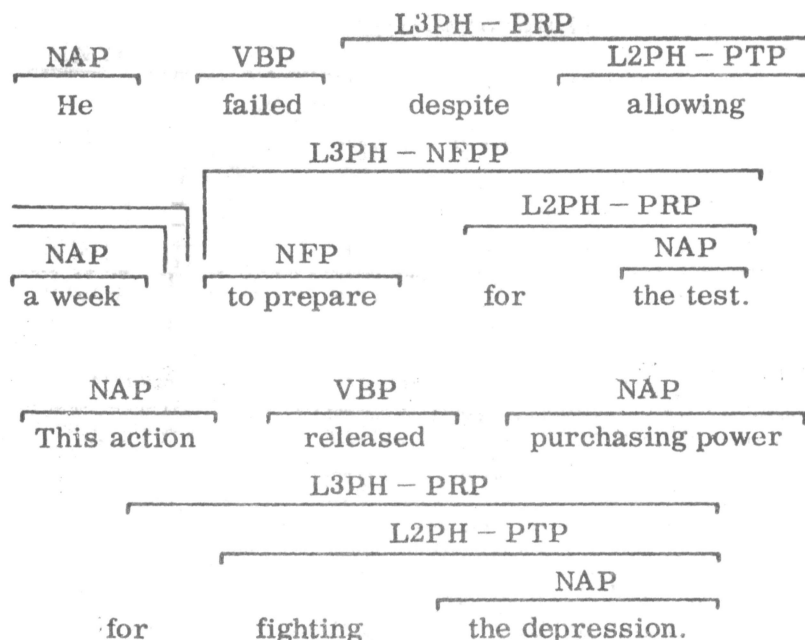 L3PH – PRP
NAP VBP L2PH – PTP
He failed despite allowing
L3PH – NFPP
L2PH – PRP
NAP NFP NAP
a week to prepare for the test.
NAP VBP NAP
This action released purchasing power
L3PH – PRP
L2PH – PTP
NAP
for fighting the depression.